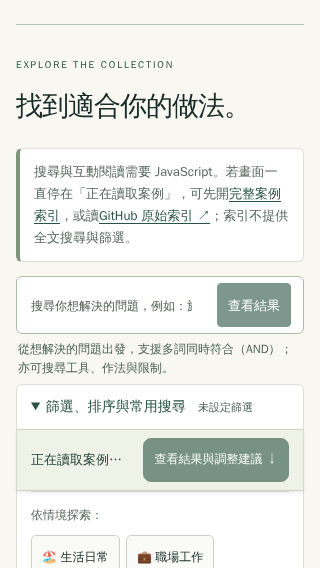 EXPLORE THE COLLECTION
找到適合你的做法。
搜尋與互動閱讀需要 JavaScript。若畫面一
直停在「正在讀取案例」，可先開完整案例
索引，或讀GitHub 原始索引 ↗；索引不提供
全文搜尋與篩選。
搜尋你想解決的問題，例如：
查看結果
從想解決的問題出發，支援多詞同時符合（AND）；
亦可搜尋工具、作法與限制。
▼ 篩選、排序與常用搜尋 未設定篩選
正在讀取案例⋯ 查看結果與調整建議 ↓
依情境探索：
🏖️ 生活日常 💼 職場工作